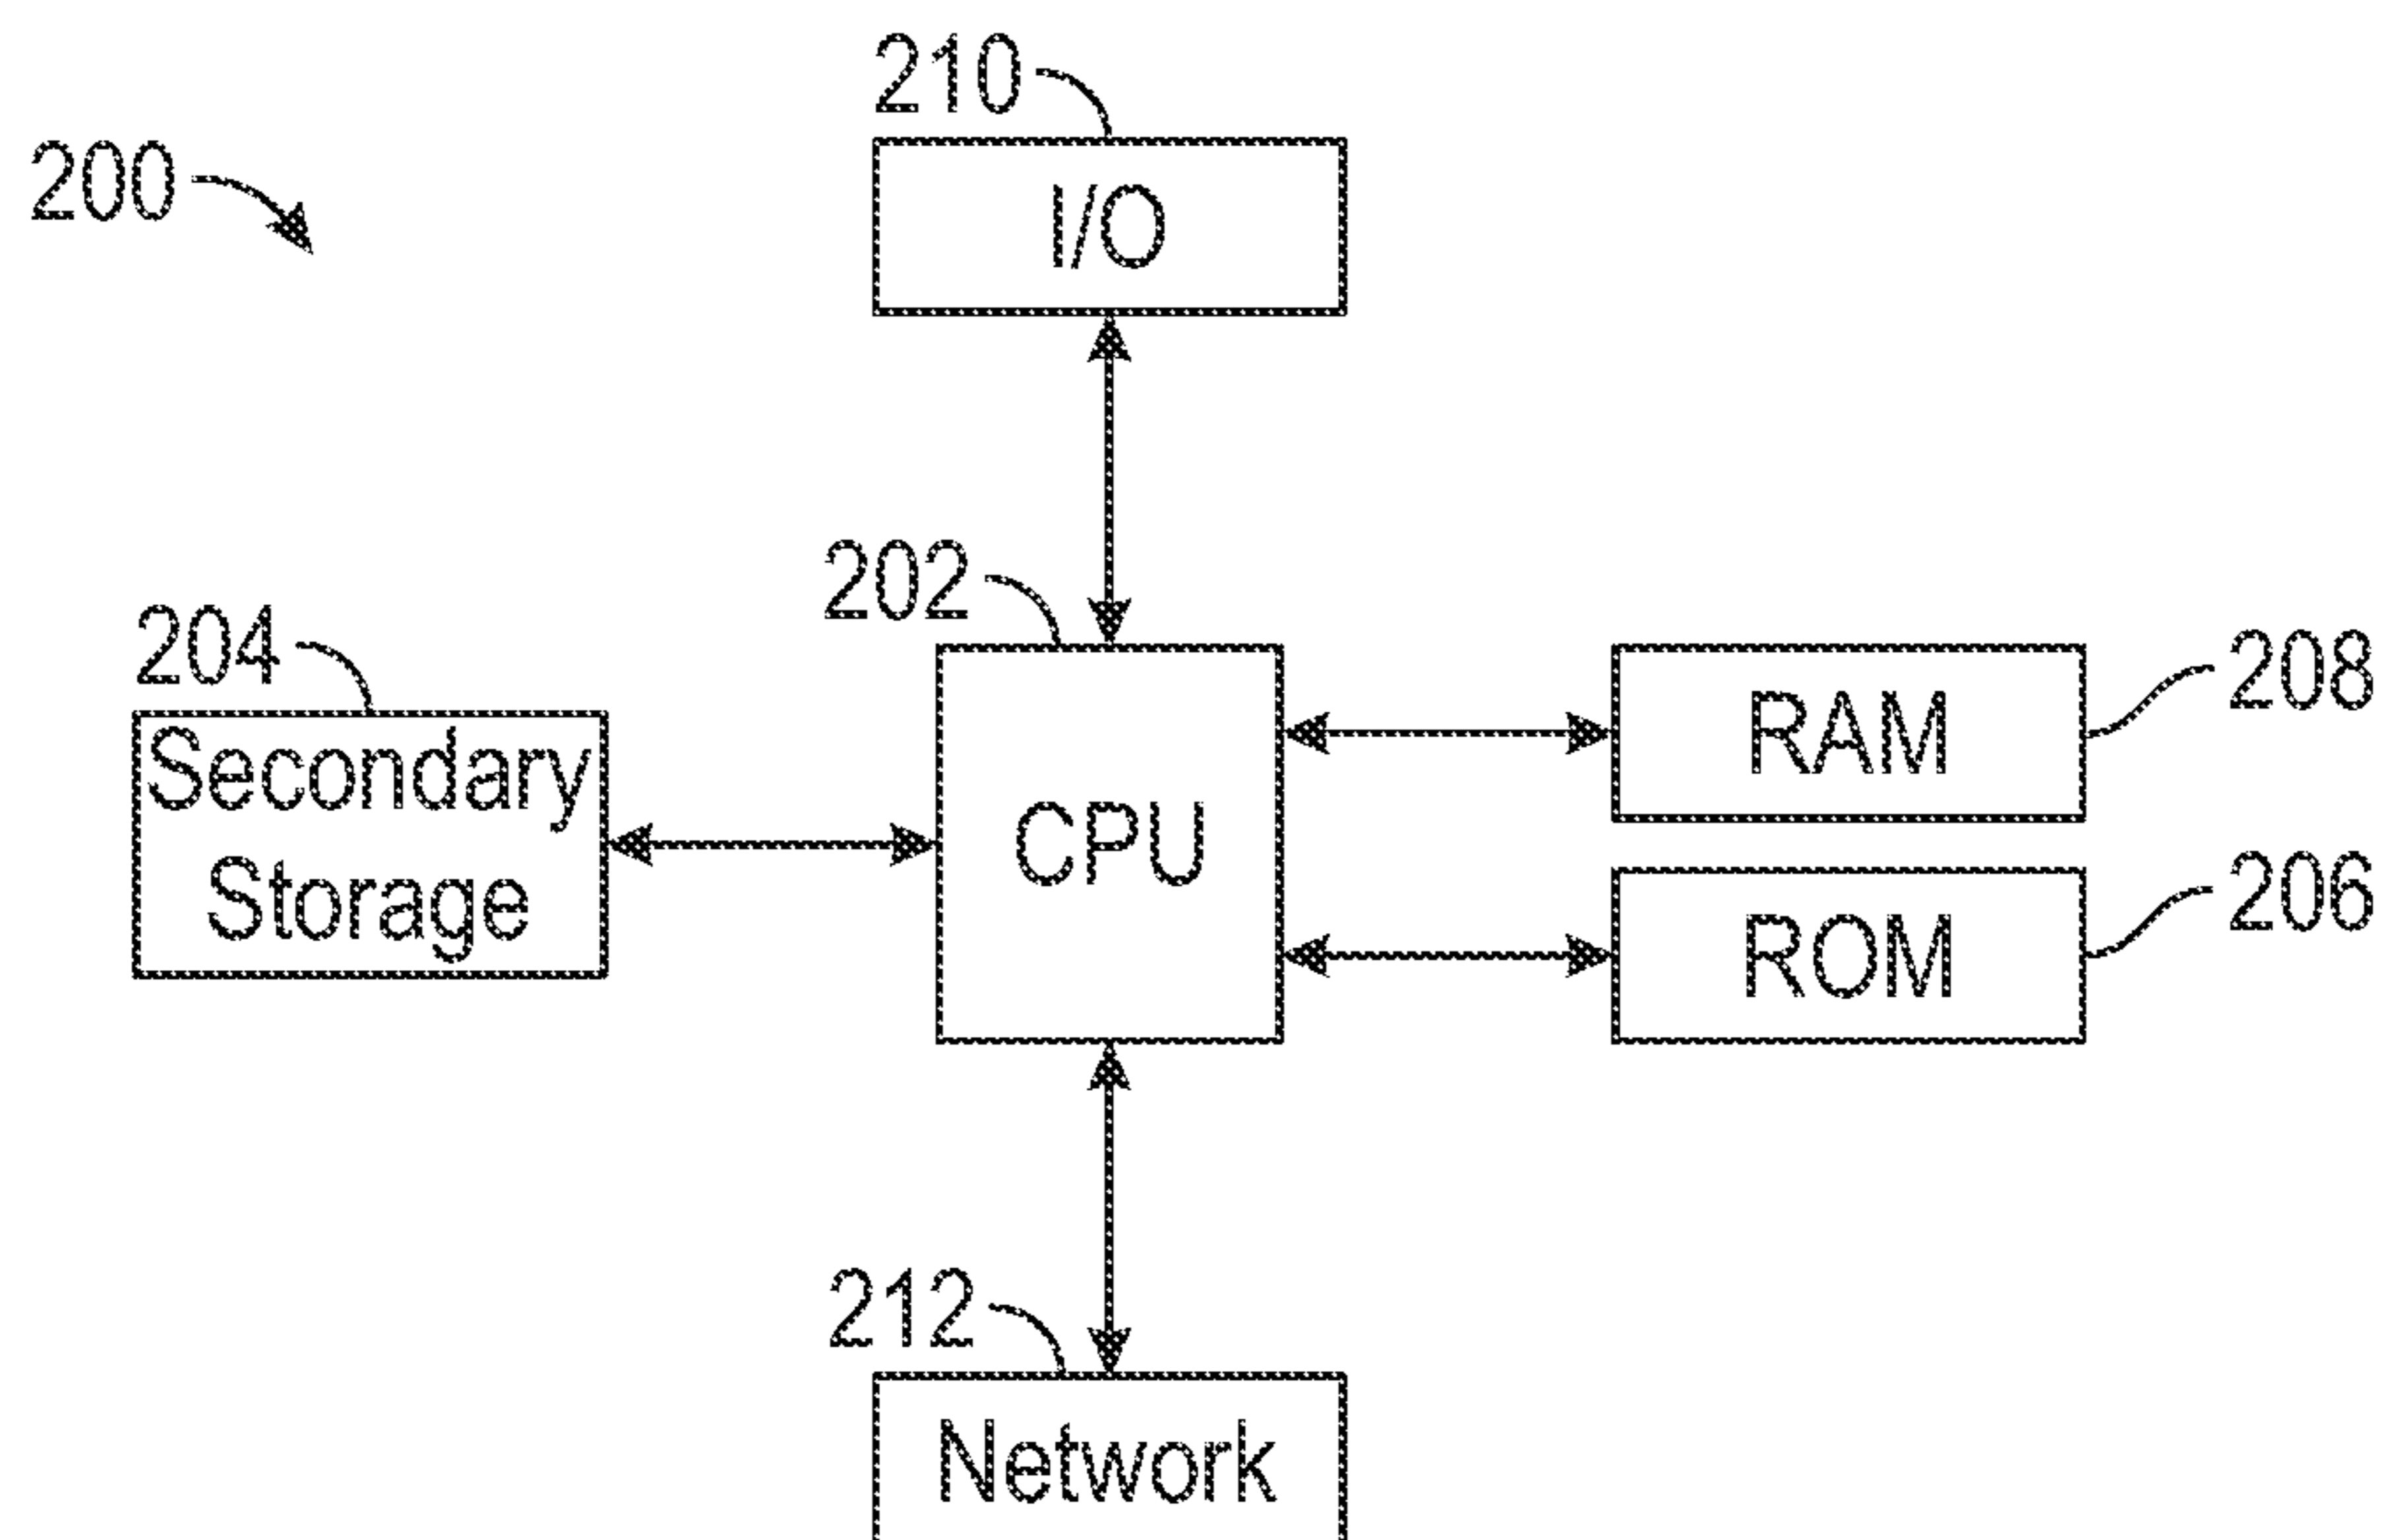 210
200
I/O
202
204
208
Secondary
Storage
CPU
RAM
206
ROM
212
Network